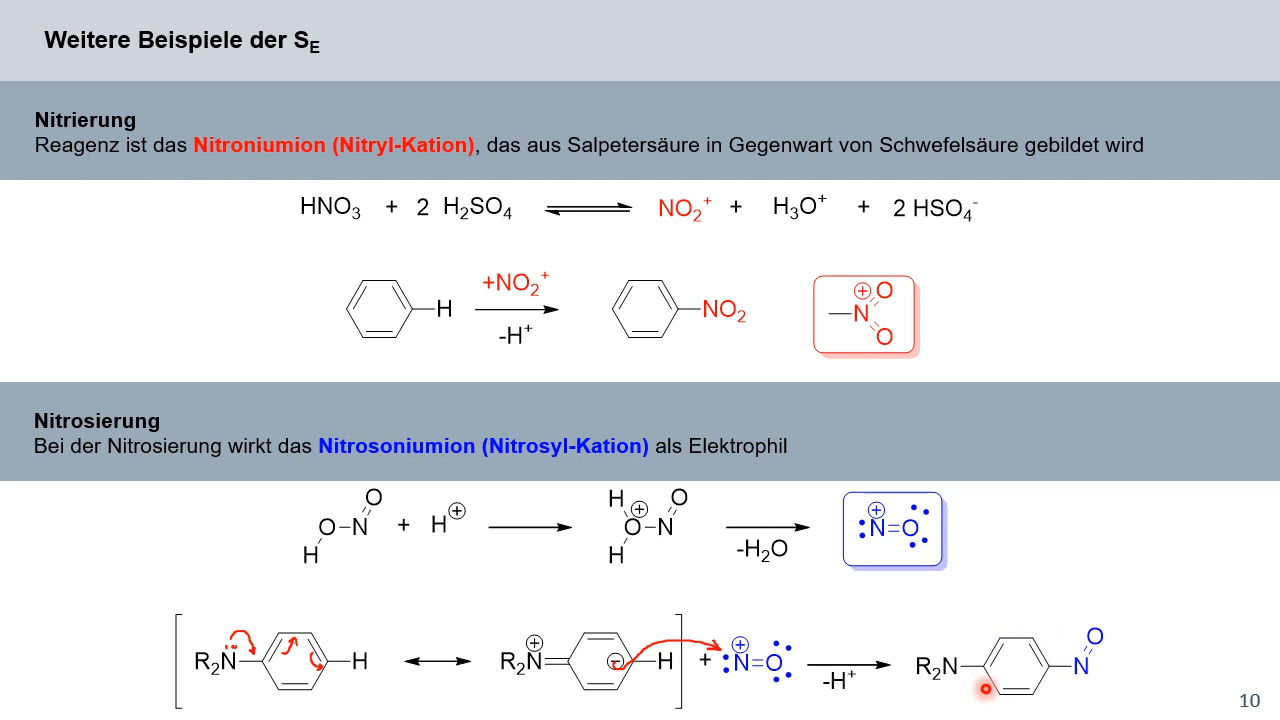 Weitere Beispiele der S_E
Nitrierung
Reagenz ist das Nitroniumion (Nitryl-Kation), das aus Salpetersäure in Gegenwart von Schwefelsäure gebildet wird
HNO₃ + 2 H₂SO₄ ⇌ NO₂⁺ + H₃O⁺ + 2 HSO₄⁻
+NO₂⁺
H
NO₂
-H⁺
⊕ O
N
O
Nitrosierung
Bei der Nitrosierung wirkt das Nitrosoniumion (Nitrosyl-Kation) als Elektrophil
O
O–N + H⊕
H
H ⊕ O
O–N
H
-H₂O
⊕
N=O
R₂N H
⊕
R₂N ⊖ H
+
⊕
N=O
-H⁺
R₂N N O
10